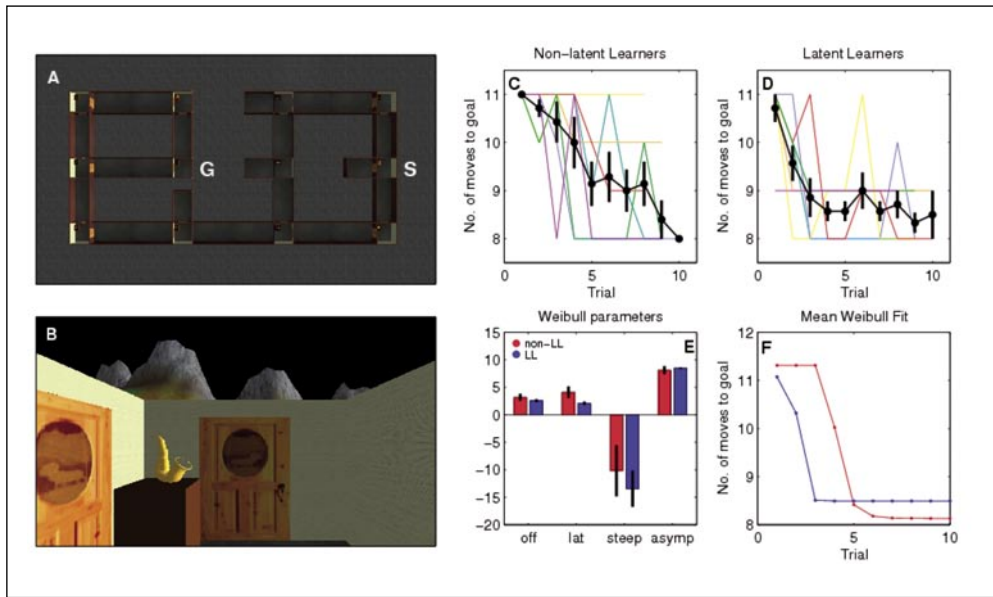 A
G
S
B
Non-latent Learners
C
No. of moves to goal
11
10
9
8
0
5
10
Trial
Latent Learners
D
No. of moves to goal
11
10
9
8
0
5
10
Trial
Weibull parameters
E
non-LL
LL
15
10
5
0
−5
−10
−15
−20
off
lat
steep
asymp
Mean Weibull Fit
F
No. of moves to goal
12
11
10
9
8
0
5
10
Trial